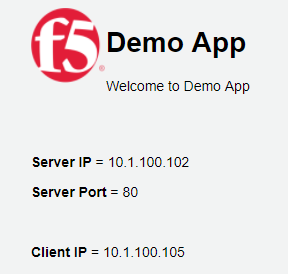 f5
Demo App
Welcome to Demo App
Server IP = 10.1.100.102
Server Port = 80
Client IP = 10.1.100.105